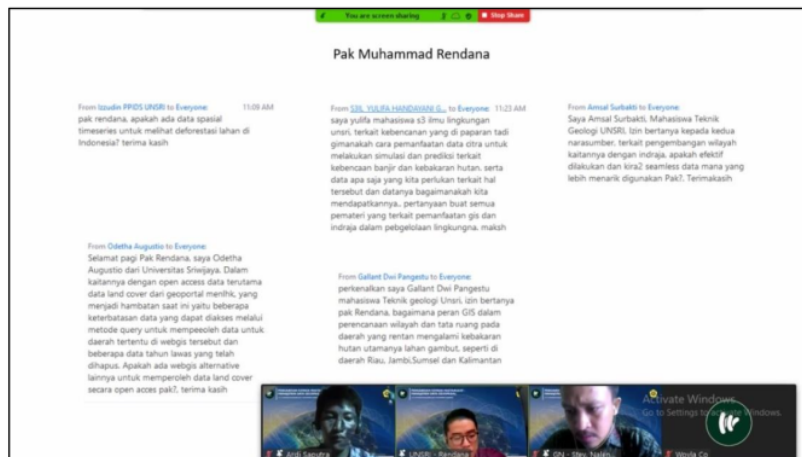 You are screen sharing
Stop Share
Pak Muhammad Rendana
From Izzudin PPIDS UNSRI to Everyone: 11:09 AM
pak rendana, apakah ada data spasial
timeseries untuk melihat deforestasi lahan di
Indonesia? terima kasih
From S3IL_YULIFA HANDAYANI G... to Everyone: 11:23 AM
saya yulifa mahasiswa s3 ilmu lingkungan
unsri, terkait kebencanan yang di paparan tadi
gimanakah cara pemanfaatan data citra untuk
melakukan simulasi dan prediksi terkait
kebencaan banjir dan kebakaran hutan. serta
data apa saja yang kita perlukan terkait hal
tersebut dan datanya bagaimanakah kita
mendapatkannya.. pertanyaan buat semua
pemateri yang terkait pemanfaatan gis dan
indraja dalam pebgelolaan lingkungna. maksh
From Amsal Surbakti to Everyone:
Saya Amsal Surbakti, Mahasiswa Teknik
Geologi UNSRI. Izin bertanya kepada kedua
narasumber, terkait pengembangan wilayah
kaitannya dengan indraja, apakah efektif
dilakukan dan kira2 seamless data mana yang
lebih menarik digunakan Pak?. Terimakasih
From Odetha Augustio to Everyone:
Selamat pagi Pak Rendana, saya Odetha
Augustio dari Universitas Sriwijaya. Dalam
kaitannya dengan open access data terutama
data land cover dari geoportal menlhk, yang
menjadi hambatan saat ini yaitu beberapa
keterbatasan data yang dapat diakses melalui
metode query untuk mempeeoleh data untuk
daerah tertentu di webgis tersebut dan
beberapa data tahun lawas yang telah
dihapus. Apakah ada webgis alternative
lainnya untuk memperoleh data land cover
secara open acces pak?, terima kasih
From Gallant Dwi Pangestu to Everyone:
perkenalkan saya Gallant Dwi Pangestu
mahasiswa Teknik geologi Unsri, izin bertanya
pak Rendana, bagaimana peran GIS dalam
perencanaan wilayah dan tata ruang pada
daerah yang rentan mengalami kebakaran
hutan utamanya lahan gambut, seperti di
daerah Riau, Jambi,Sumsel dan Kalimantan
Activate Windows
Go to Settings to activate Windows.
Ardi Saputra
UNSRI - Rendana
Woyla Co